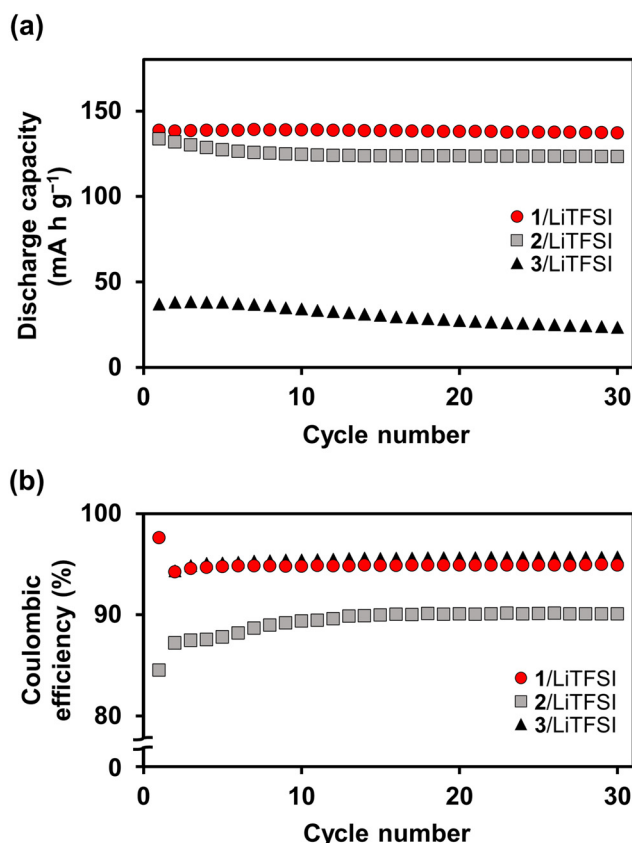 (a)
Discharge capacity
(mA h g⁻¹)
150
100
50
0
1/LiTFSI
2/LiTFSI
3/LiTFSI
0
10
20
30
Cycle number
(b)
Coulombic
efficiency (%)
100
90
80
0
1/LiTFSI
2/LiTFSI
3/LiTFSI
0
10
20
30
Cycle number